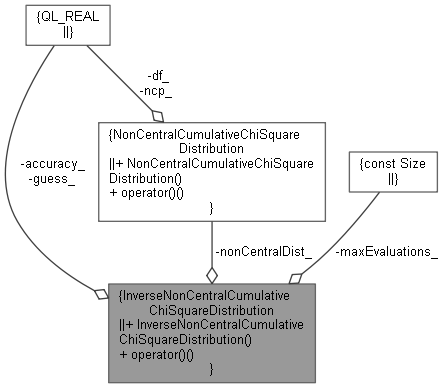 {QL_REAL
||}
-df_
-ncp_
{NonCentralCumulativeChiSquare
Distribution
||+ NonCentralCumulativeChiSquare
Distribution()
+ operator()()
}
{const Size
||}
-accuracy_
-guess_
-nonCentralDist_
-maxEvaluations_
{InverseNonCentralCumulative
ChiSquareDistribution
||+ InverseNonCentralCumulative
ChiSquareDistribution()
+ operator()()
}